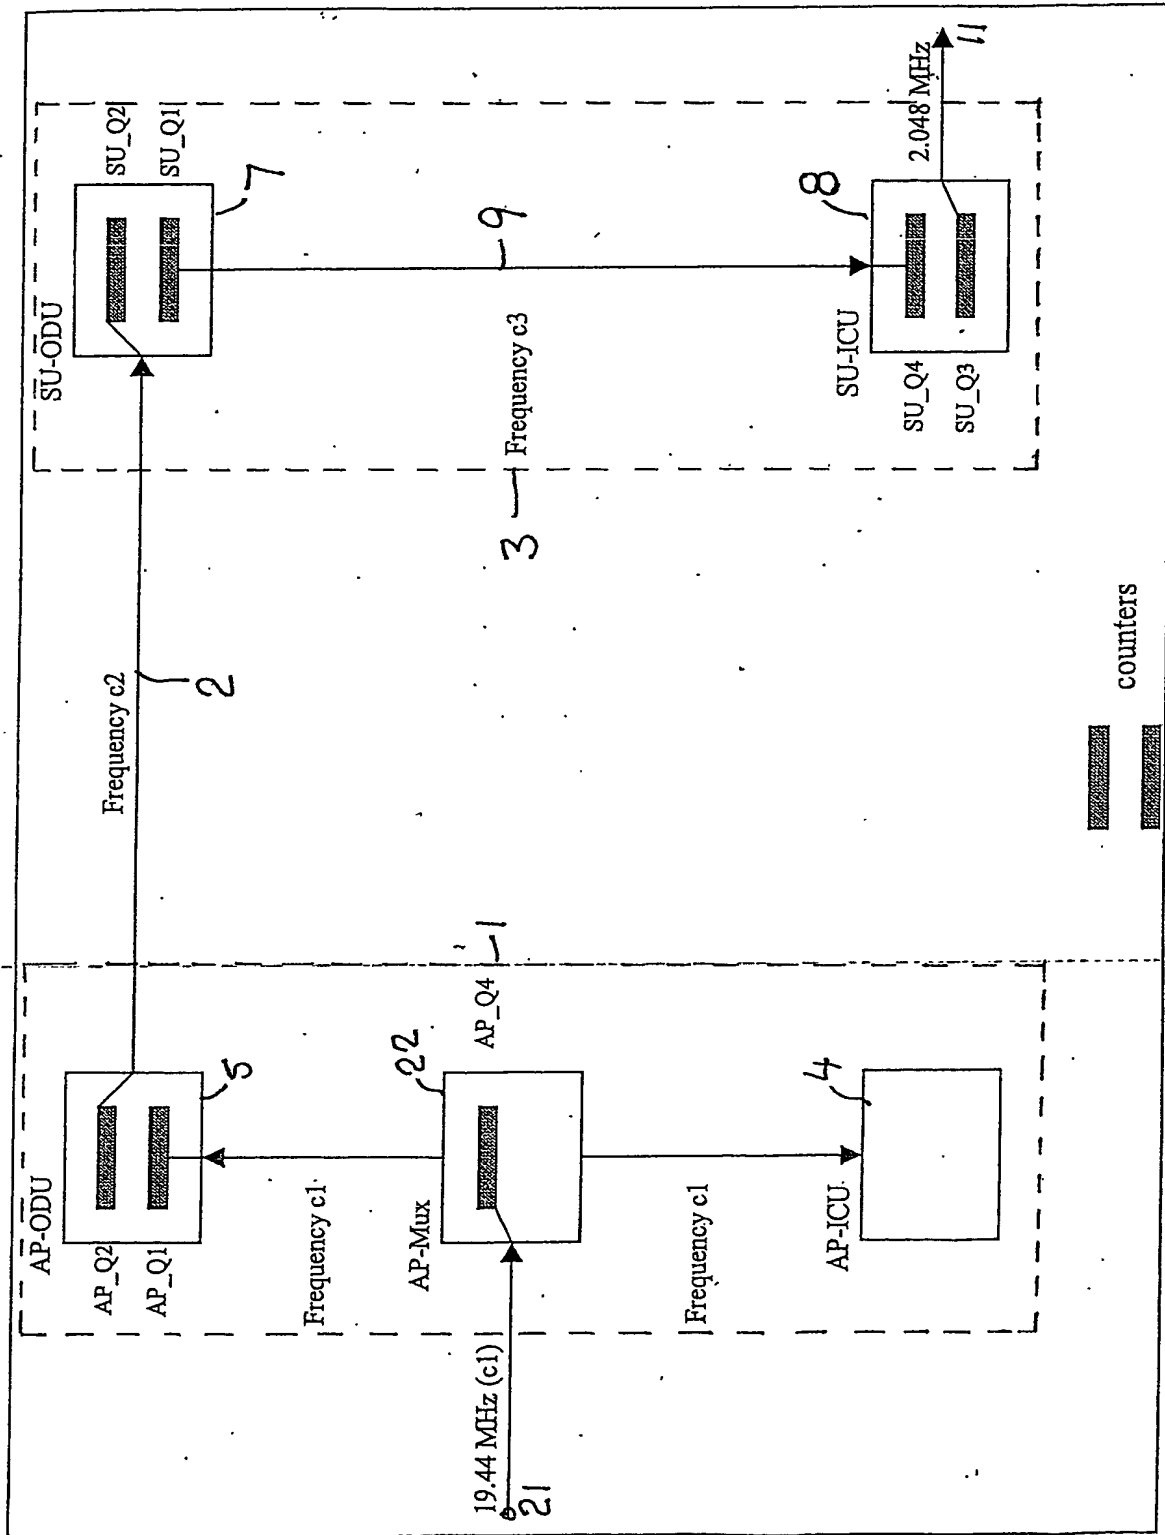 AP-ODU
SU-ODU
AP_Q2
Frequency c2
SU_Q2
AP_Q1
SU_Q1
5
2
7
Frequency c1
AP-Mux
22
19.44 MHz (c1)
AP_Q4
1
9
21
3
Frequency c3
Frequency c1
AP-ICU
4
SU-ICU
8
SU_Q4
2.048 MHz
SU_Q3
11
counters